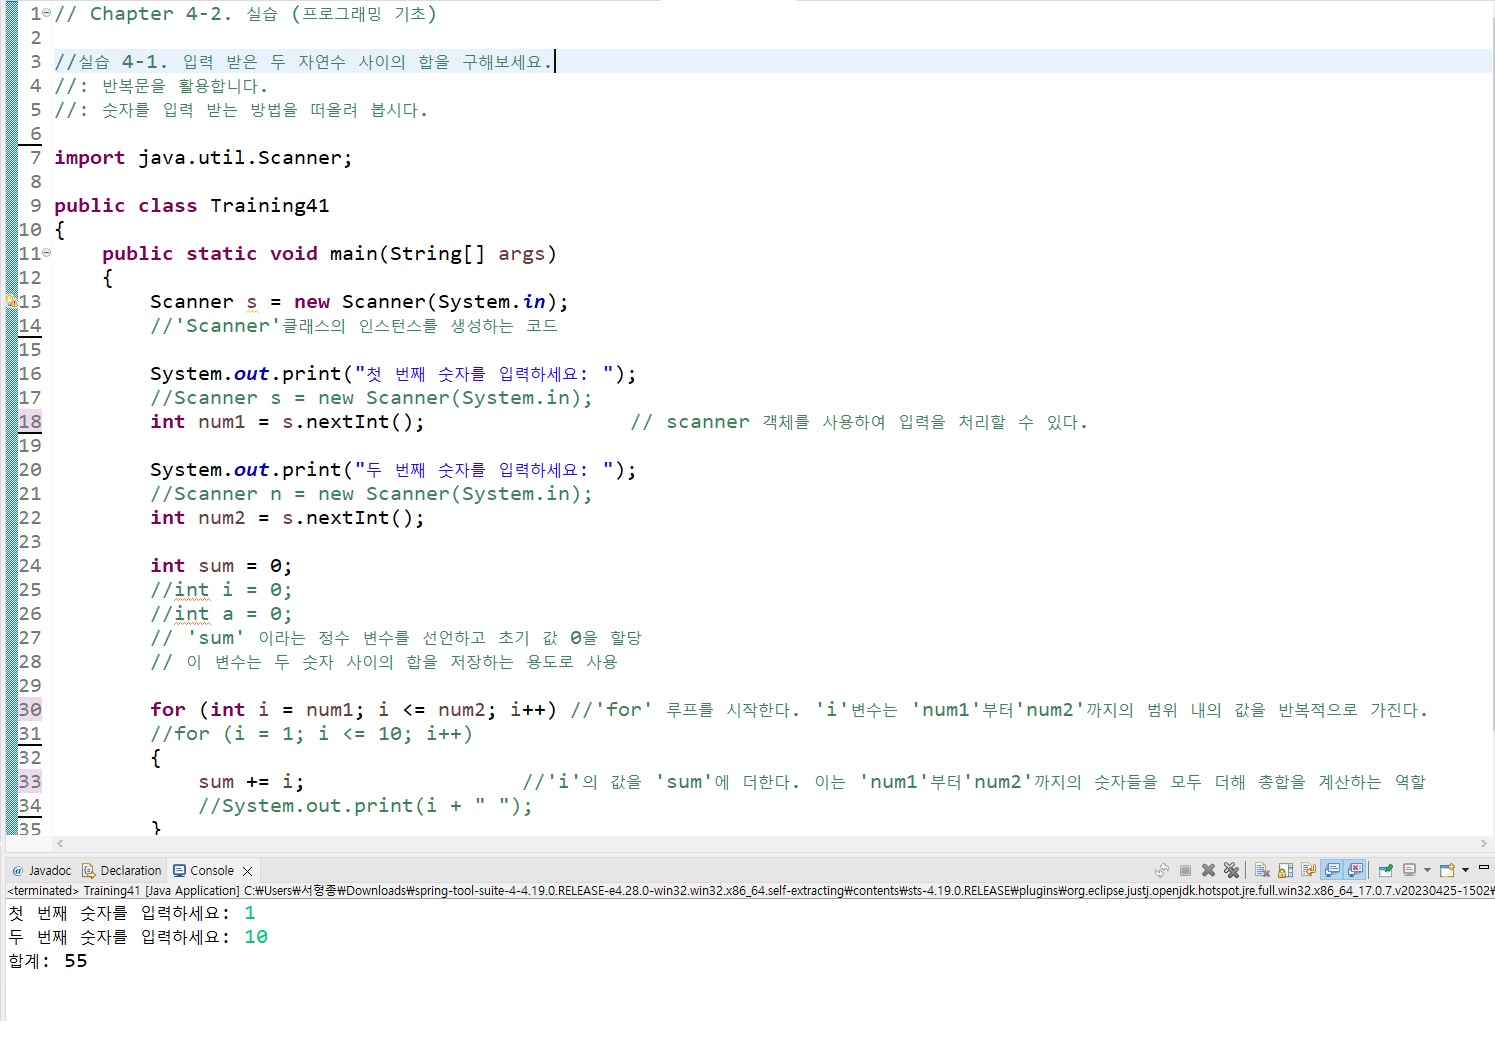 1 // Chapter 4-2. 실습 (프로그래밍 기초)
2
3 //실습 4-1. 입력 받은 두 자연수 사이의 합을 구해보세요.
4 //: 반복문을 활용합니다.
5 //: 숫자를 입력 받는 방법을 떠올려 봅시다.
6
7 import java.util.Scanner;
8
9 public class Training41
10 {
11 public static void main(String[] args)
12 {
13 Scanner s = new Scanner(System.in);
14 //'Scanner'클래스의 인스턴스를 생성하는 코드
15
16 System.out.print("첫 번째 숫자를 입력하세요: ");
17 //Scanner s = new Scanner(System.in);
18 int num1 = s.nextInt(); // scanner 객체를 사용하여 입력을 처리할 수 있다.
19
20 System.out.print("두 번째 숫자를 입력하세요: ");
21 //Scanner n = new Scanner(System.in);
22 int num2 = s.nextInt();
23
24 int sum = 0;
25 //int i = 0;
26 //int a = 0;
27 // 'sum' 이라는 정수 변수를 선언하고 초기 값 0을 할당
28 // 이 변수는 두 숫자 사이의 합을 저장하는 용도로 사용
29
30 for (int i = num1; i <= num2; i++) //'for' 루프를 시작한다. 'i'변수는 'num1'부터'num2'까지의 범위 내의 값을 반복적으로 가진다.
31 //for (i = 1; i <= 10; i++)
32 {
33 sum += i; //'i'의 값을 'sum'에 더한다. 이는 'num1'부터'num2'까지의 숫자들을 모두 더해 총합을 계산하는 역할
34 //System.out.print(i + " ");
35 }
@ Javadoc Declaration Console
<terminated> Training41 [Java Application] C:₩Users₩서형종₩Downloads₩spring-tool-suite-4-4.19.0.RELEASE-e4.28.0-win32.win32.x86_64.self-extracting₩contents₩sts-4.19.0.RELEASE₩plugins₩org.eclipse.justj.openjdk.hotspot.jre.full.win32.x86_64_17.0.7.v20230425-1502₩
첫 번째 숫자를 입력하세요: 1
두 번째 숫자를 입력하세요: 10
합계: 55